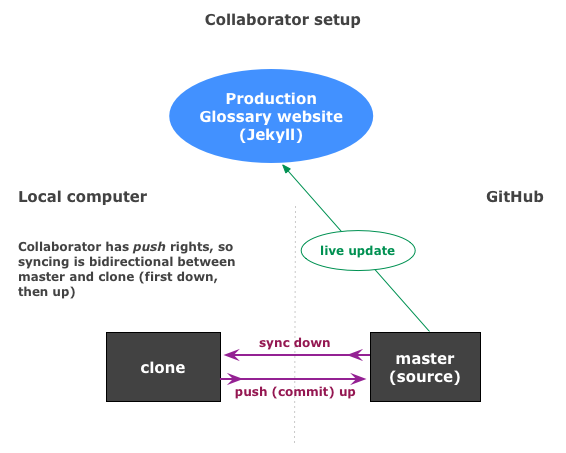 Collaborator setup
Production
Glossary website
(Jekyll)
Local computer
GitHub
Collaborator has push rights, so
syncing is bidirectional between
master and clone (first down,
then up)
live update
sync down
clone
master
(source)
push (commit) up